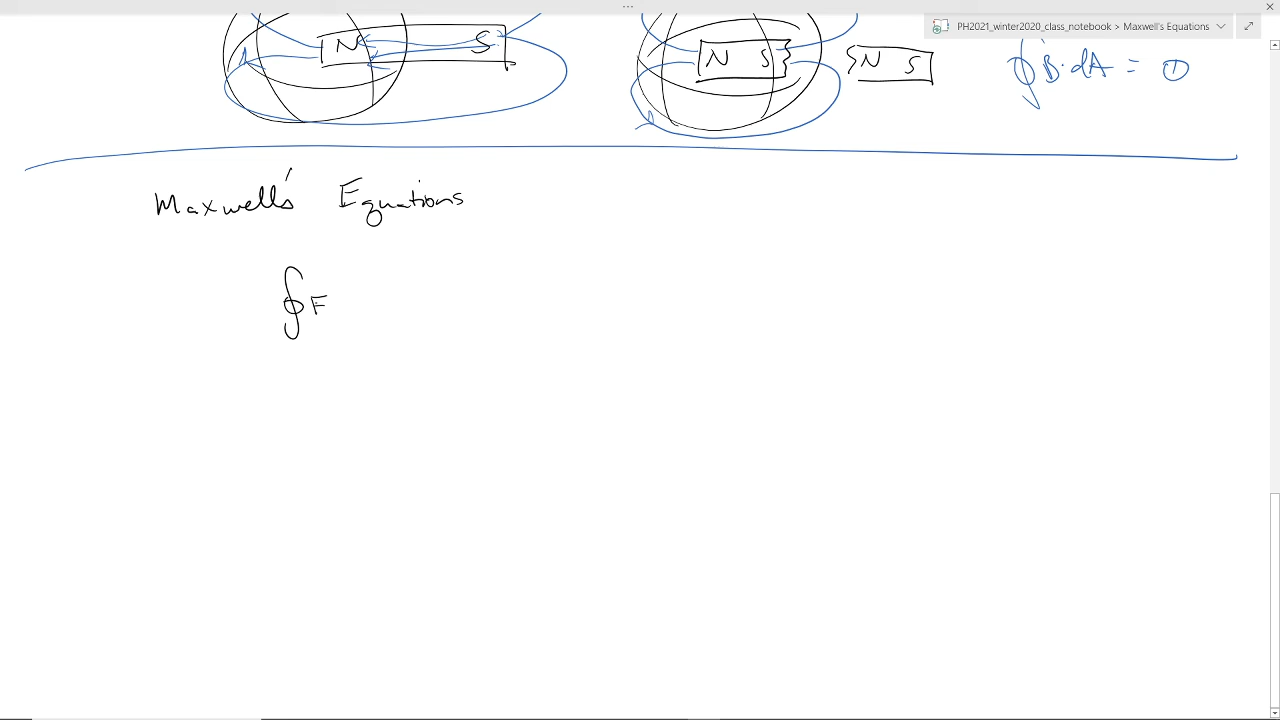 PH2021_winter2020_class_notebook > Maxwell's Equations
N S
N S
N S
∮ B · dA = 0
Maxwell's Equations
∮ F